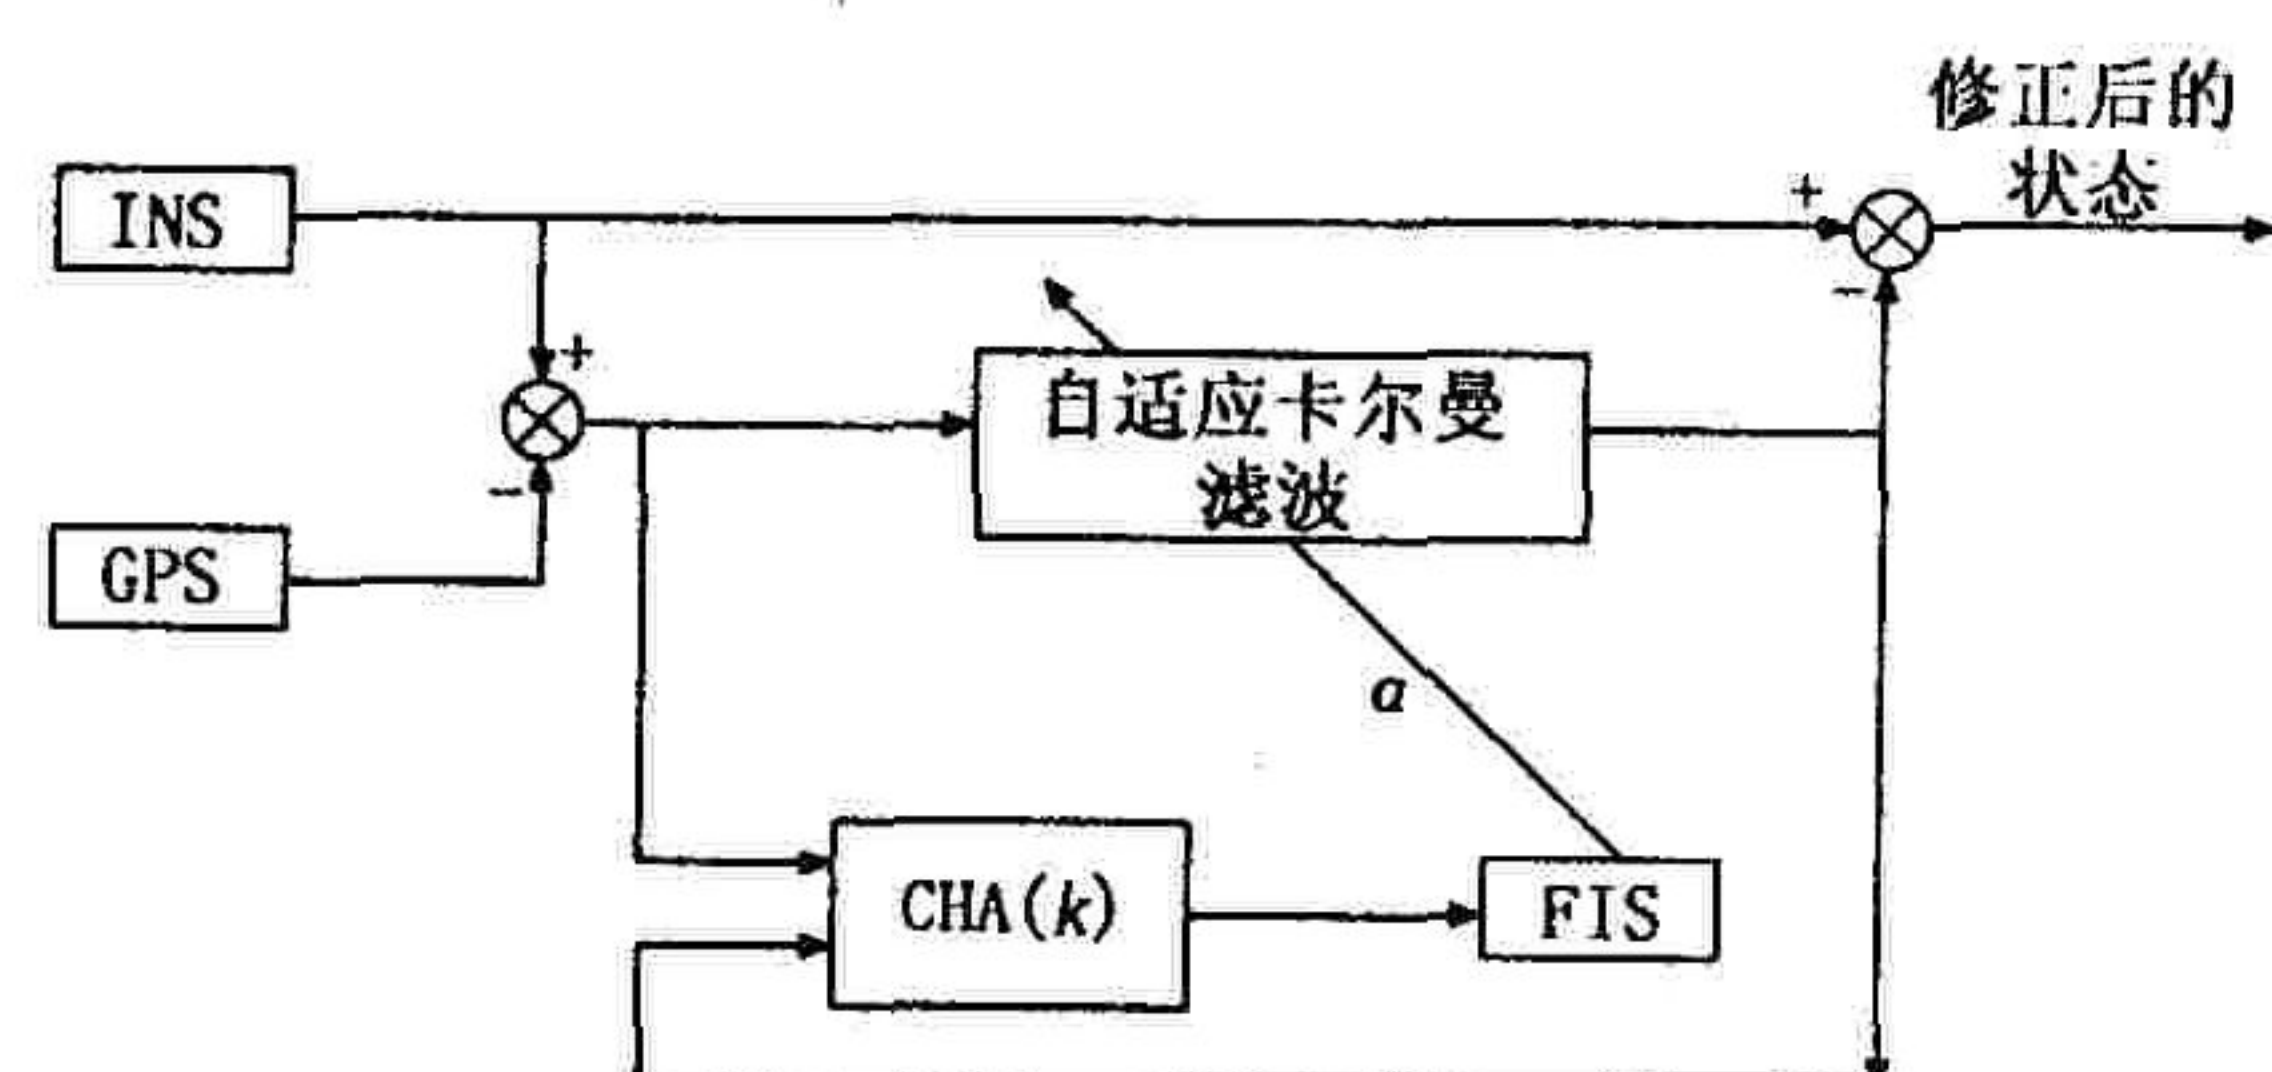 修正后的
状态
INS
+
-
+
自适应卡尔曼
滤波
-
GPS
α
CHA(k)
FIS